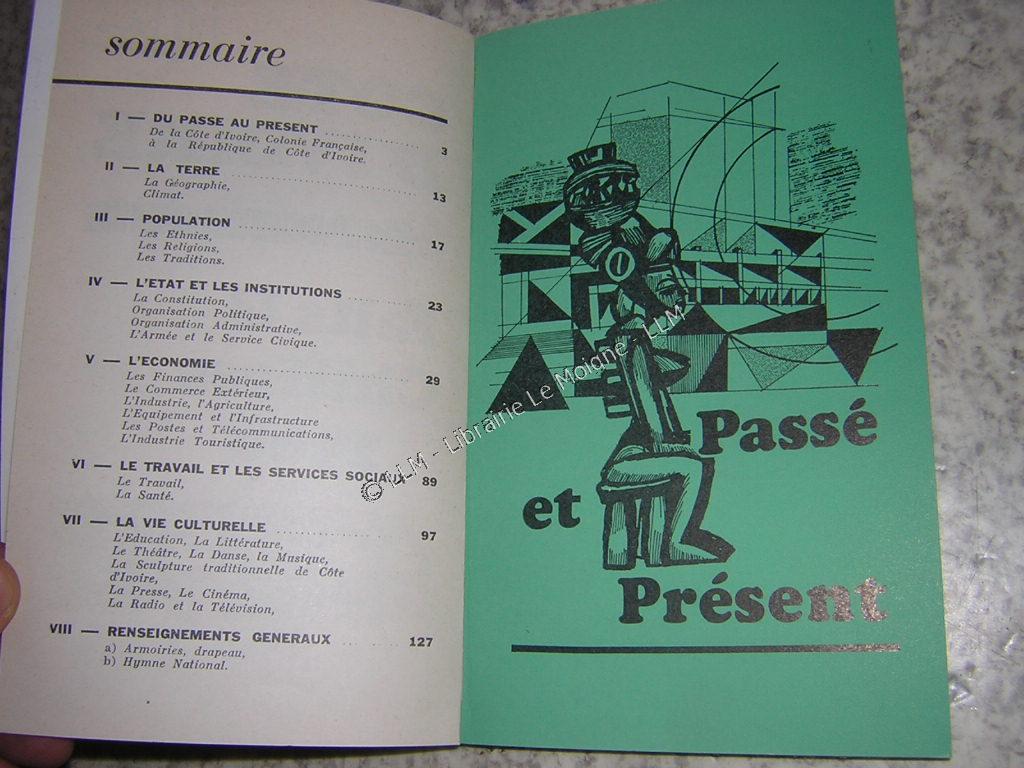 sommaire
I — DU PASSE AU PRESENT .................... 3
De la Côte d'Ivoire, Colonie Française,
à la République de Côte d'Ivoire.
II — LA TERRE .................... 13
La Géographie,
Climat.
III — POPULATION .................... 17
Les Ethnies,
Les Religions,
Les Traditions.
IV — L'ETAT ET LES INSTITUTIONS .......... 23
La Constitution,
Organisation Politique,
Organisation Administrative,
L'Armée et le Service Civique.
V — L'ECONOMIE .................... 29
Les Finances Publiques,
Le Commerce Extérieur,
L'Industrie, l'Agriculture,
L'Equipement et l'Infrastructure
Les Postes et Télécommunications,
L'Industrie Touristique.
VI — LE TRAVAIL ET LES SERVICES SOCIAUX 89
Le Travail,
La Santé.
VII — LA VIE CULTURELLE .................... 97
L'Education, La Littérature,
Le Théâtre, La Danse, la Musique,
La Sculpture traditionnelle de Côte
d'Ivoire,
La Presse, Le Cinéma,
La Radio et la Télévision,
VIII — RENSEIGNEMENTS GENERAUX .......... 127
a) Armoiries, drapeau,
b) Hymne National.
Passé
et
Présent
© LLM - Librairie Le Moigne - LLM